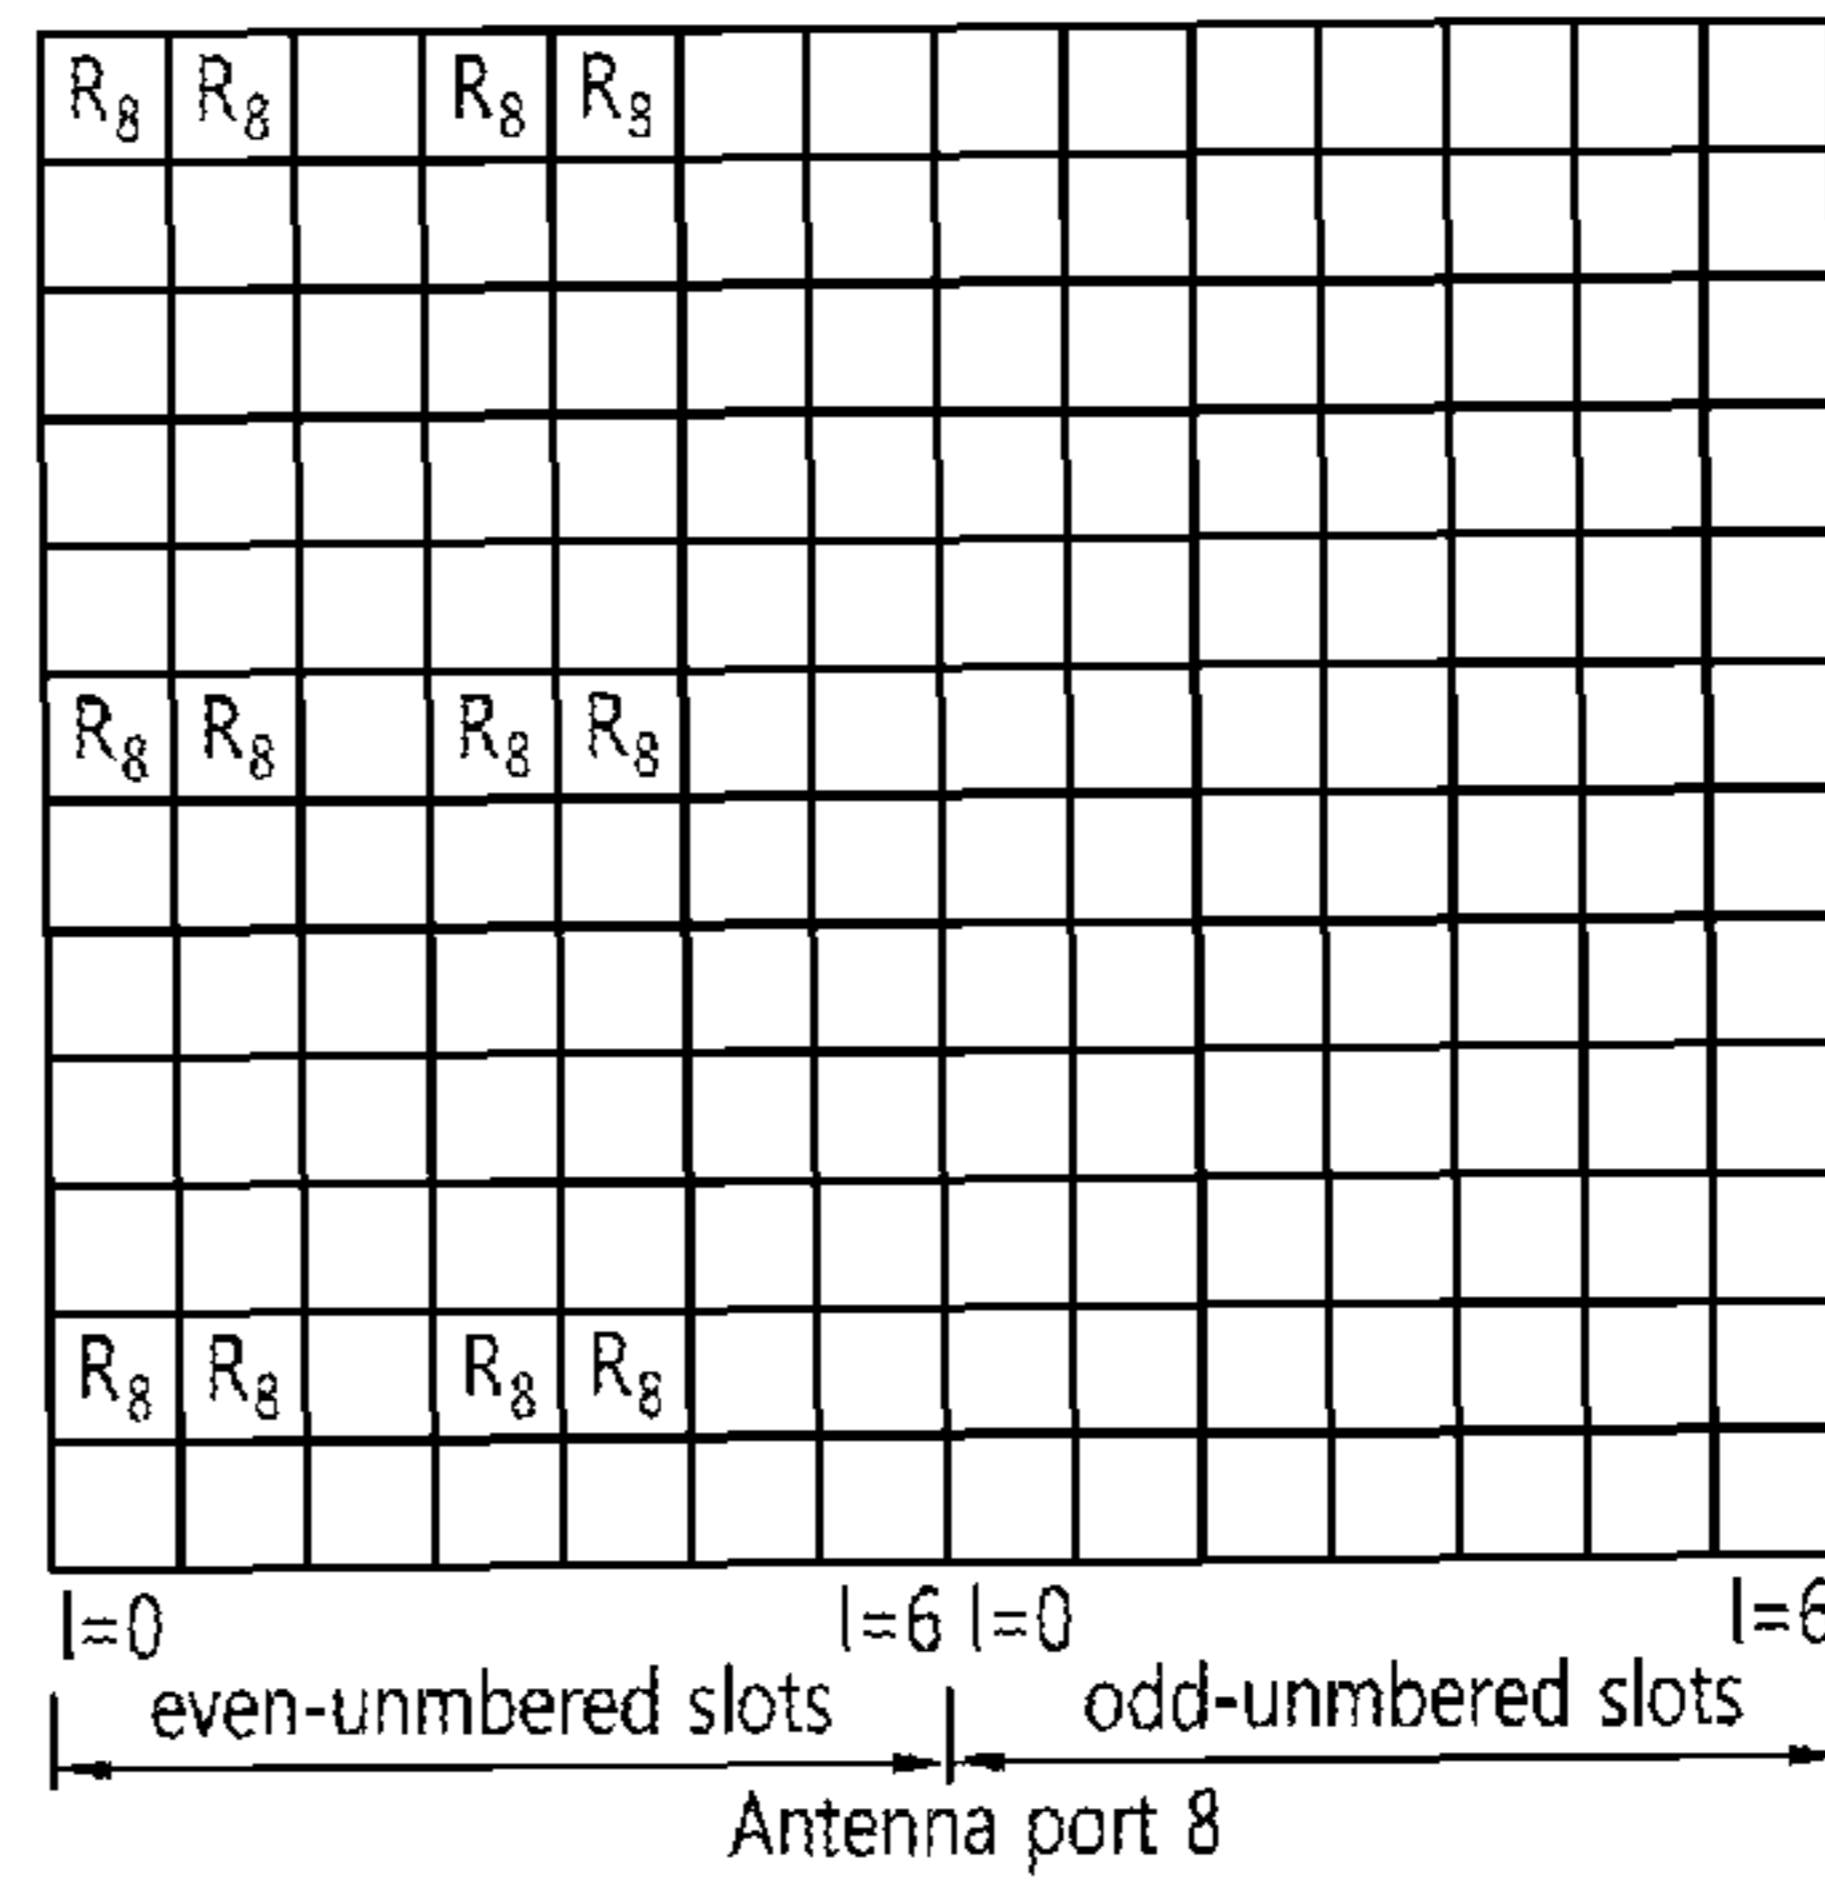 R8 R8 R8 R8
R8 R8 R8 R8
R8 R8 R8 R8
l=0 l=6 l=0 l=6
even-unmbered slots odd-unmbered slots
Antenna port 8